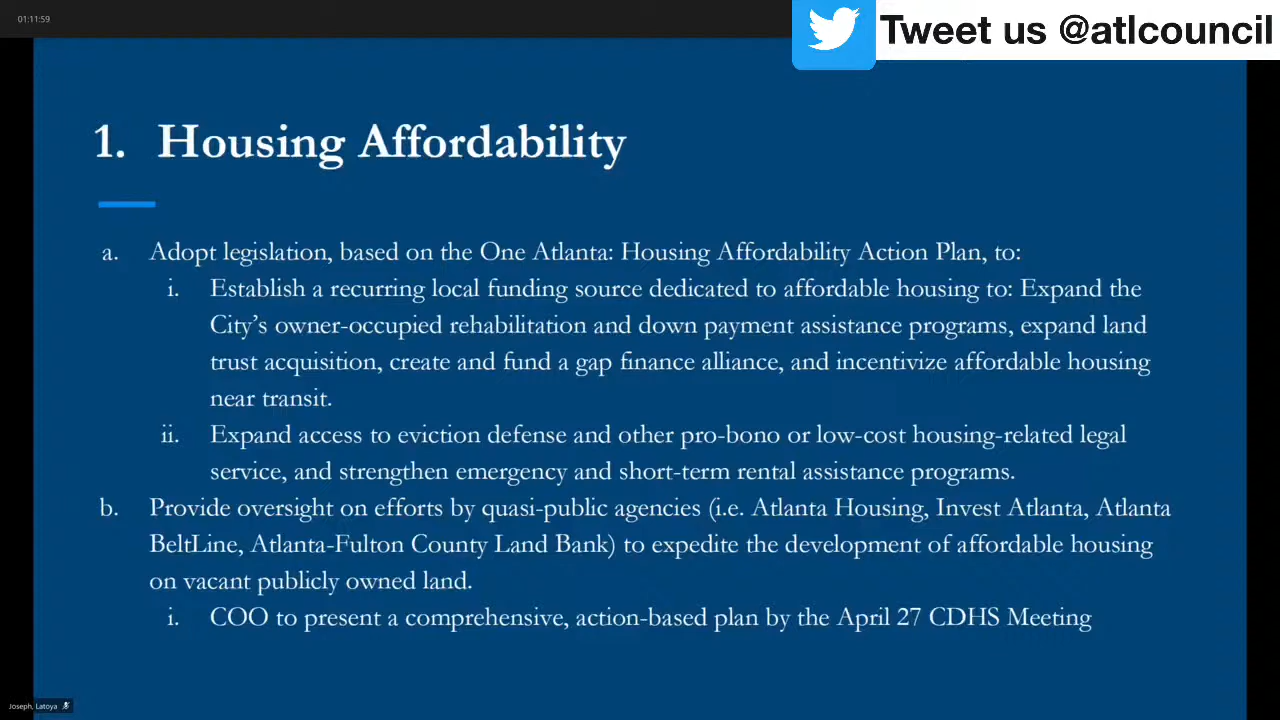 01:11:59
Tweet us @atlcouncil
1. Housing Affordability
a. Adopt legislation, based on the One Atlanta: Housing Affordability Action Plan, to:
i. Establish a recurring local funding source dedicated to affordable housing to: Expand the
City’s owner-occupied rehabilitation and down payment assistance programs, expand land
trust acquisition, create and fund a gap finance alliance, and incentivize affordable housing
near transit.
ii. Expand access to eviction defense and other pro-bono or low-cost housing-related legal
service, and strengthen emergency and short-term rental assistance programs.
b. Provide oversight on efforts by quasi-public agencies (i.e. Atlanta Housing, Invest Atlanta, Atlanta
BeltLine, Atlanta-Fulton County Land Bank) to expedite the development of affordable housing
on vacant publicly owned land.
i. COO to present a comprehensive, action-based plan by the April 27 CDHS Meeting
Joseph, Latoya